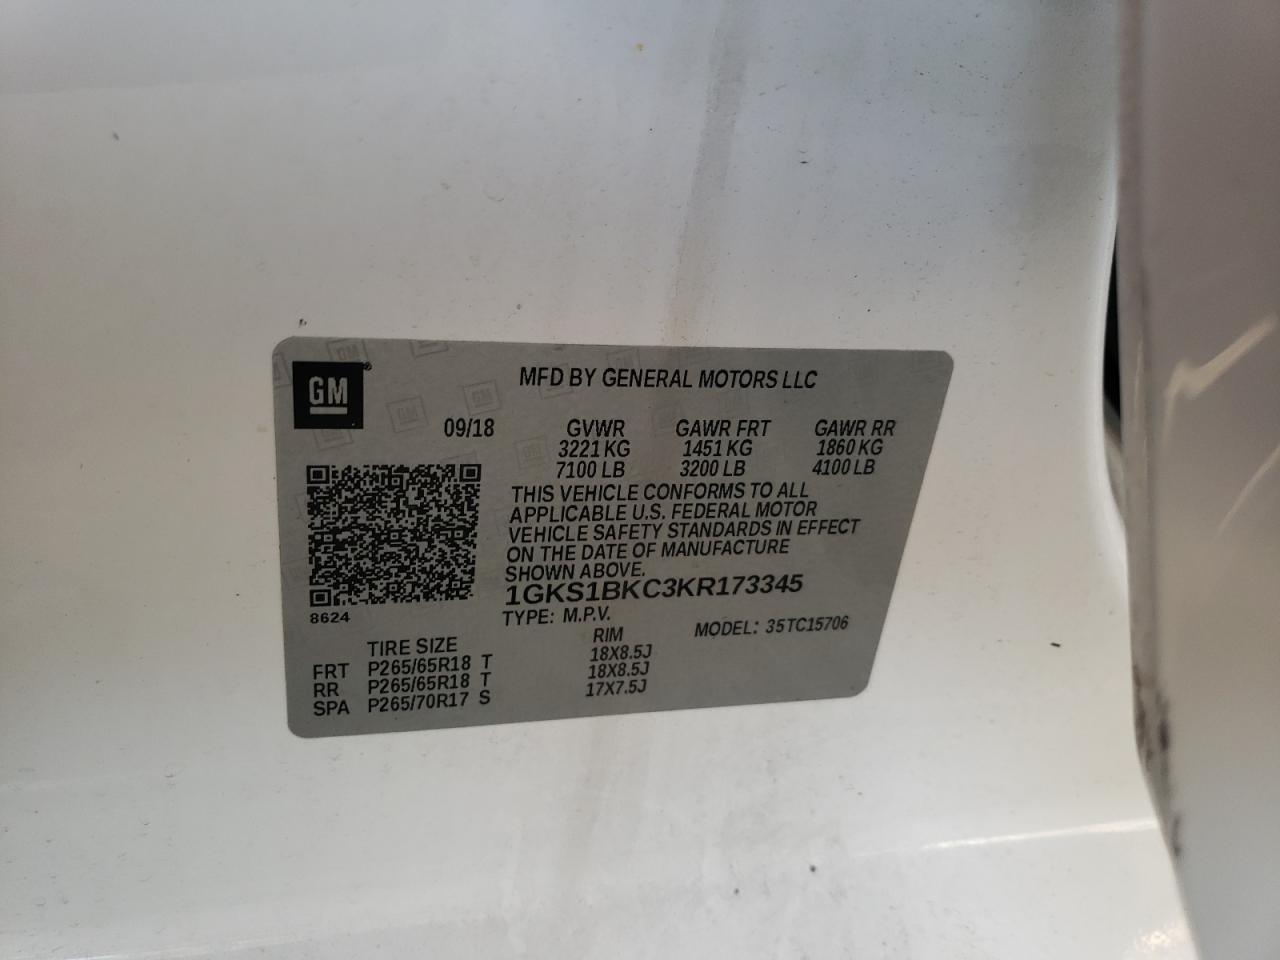 GM
MFD BY GENERAL MOTORS LLC
09/18 GVWR GAWR FRT GAWR RR
3221 KG 1451 KG 1860 KG
7100 LB 3200 LB 4100 LB
THIS VEHICLE CONFORMS TO ALL
APPLICABLE U.S. FEDERAL MOTOR
VEHICLE SAFETY STANDARDS IN EFFECT
ON THE DATE OF MANUFACTURE
SHOWN ABOVE.
1GKS1BKC3KR173345
8624
TYPE: M.P.V. MODEL: 35TC15706
TIRE SIZE RIM
FRT P265/65R18 T 18X8.5J
RR P265/65R18 T 18X8.5J
SPA P265/70R17 S 17X7.5J